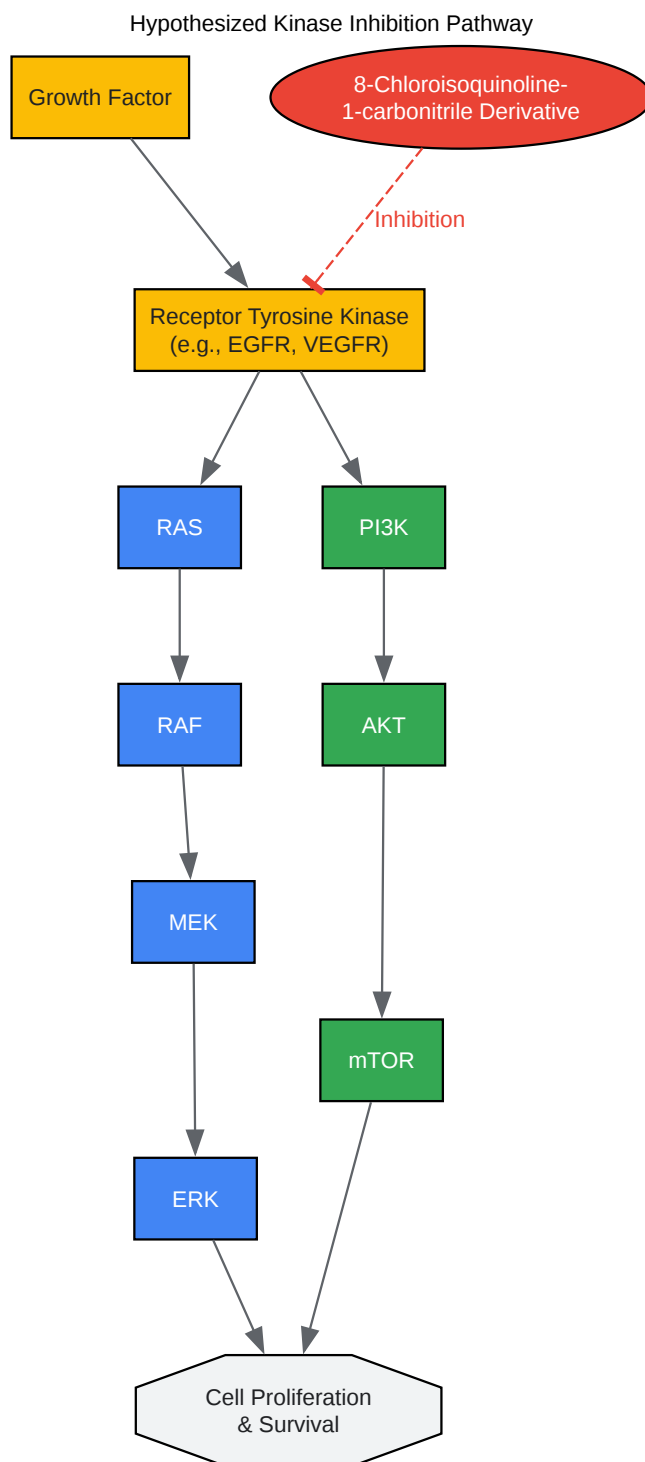 Hypothesized Kinase Inhibition Pathway
Growth Factor
8-Chloroisoquinoline-
1-carbonitrile Derivative
Inhibition
Receptor Tyrosine Kinase
(e.g., EGFR, VEGFR)
RAS
PI3K
RAF
AKT
MEK
mTOR
ERK
Cell Proliferation
& Survival